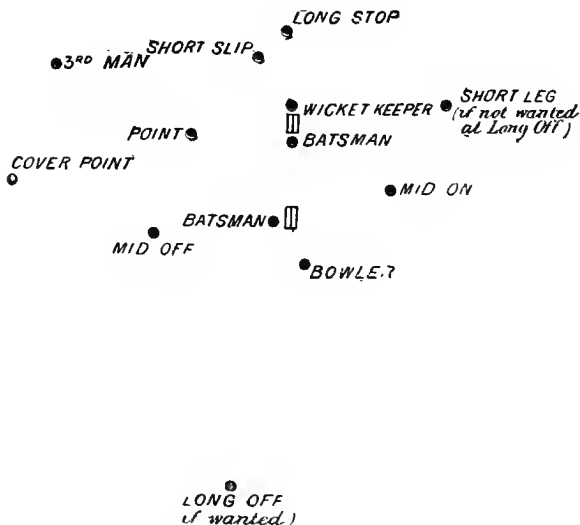 LONG STOP
SHORT SLIP
3RD MAN
WICKET KEEPER
SHORT LEG
(if not wanted
at Long Off)
POINT
BATSMAN
COVER POINT
MID ON
BATSMAN
MID OFF
BOWLE.R
LONG OFF
if wanted)